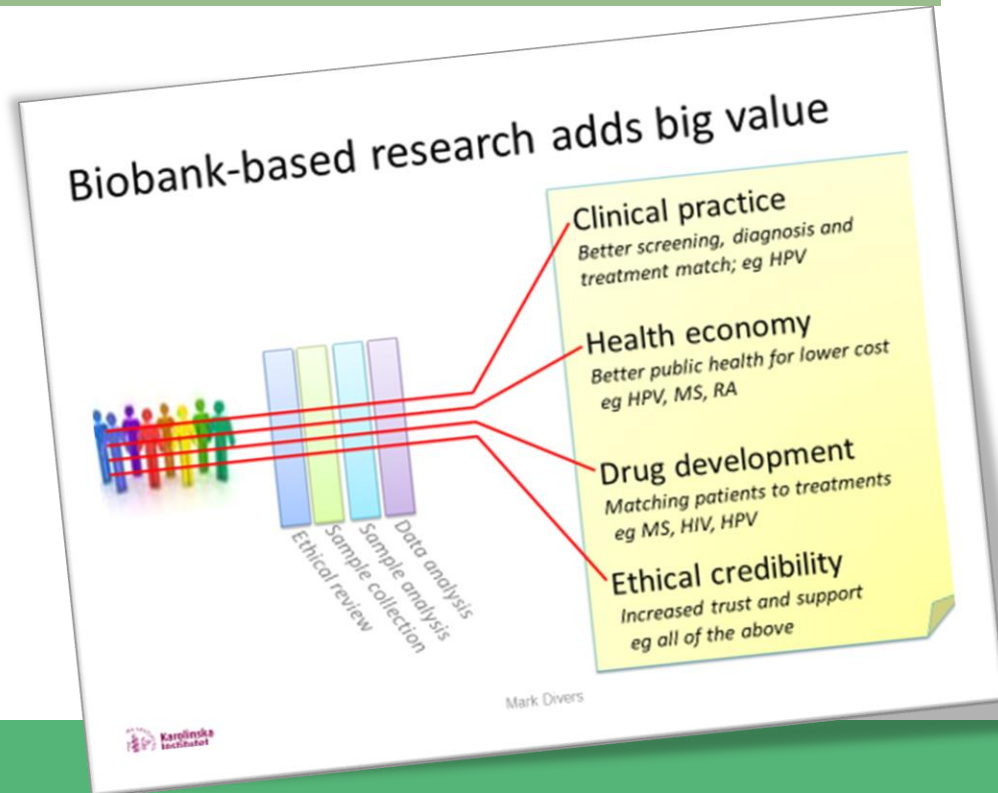 Biobank-based research adds big value
Clinical practice
Better screening, diagnosis and
treatment match; eg HPV
Health economy
Better public health for lower cost
eg HPV, MS, RA
Drug development
Matching patients to treatments
eg MS, HIV, HPV
Ethical credibility
Increased trust and support
eg all of the above
Ethical review
Sample collection
Sample analysis
Data analysis
Mark Divers
Karolinska
Institutet